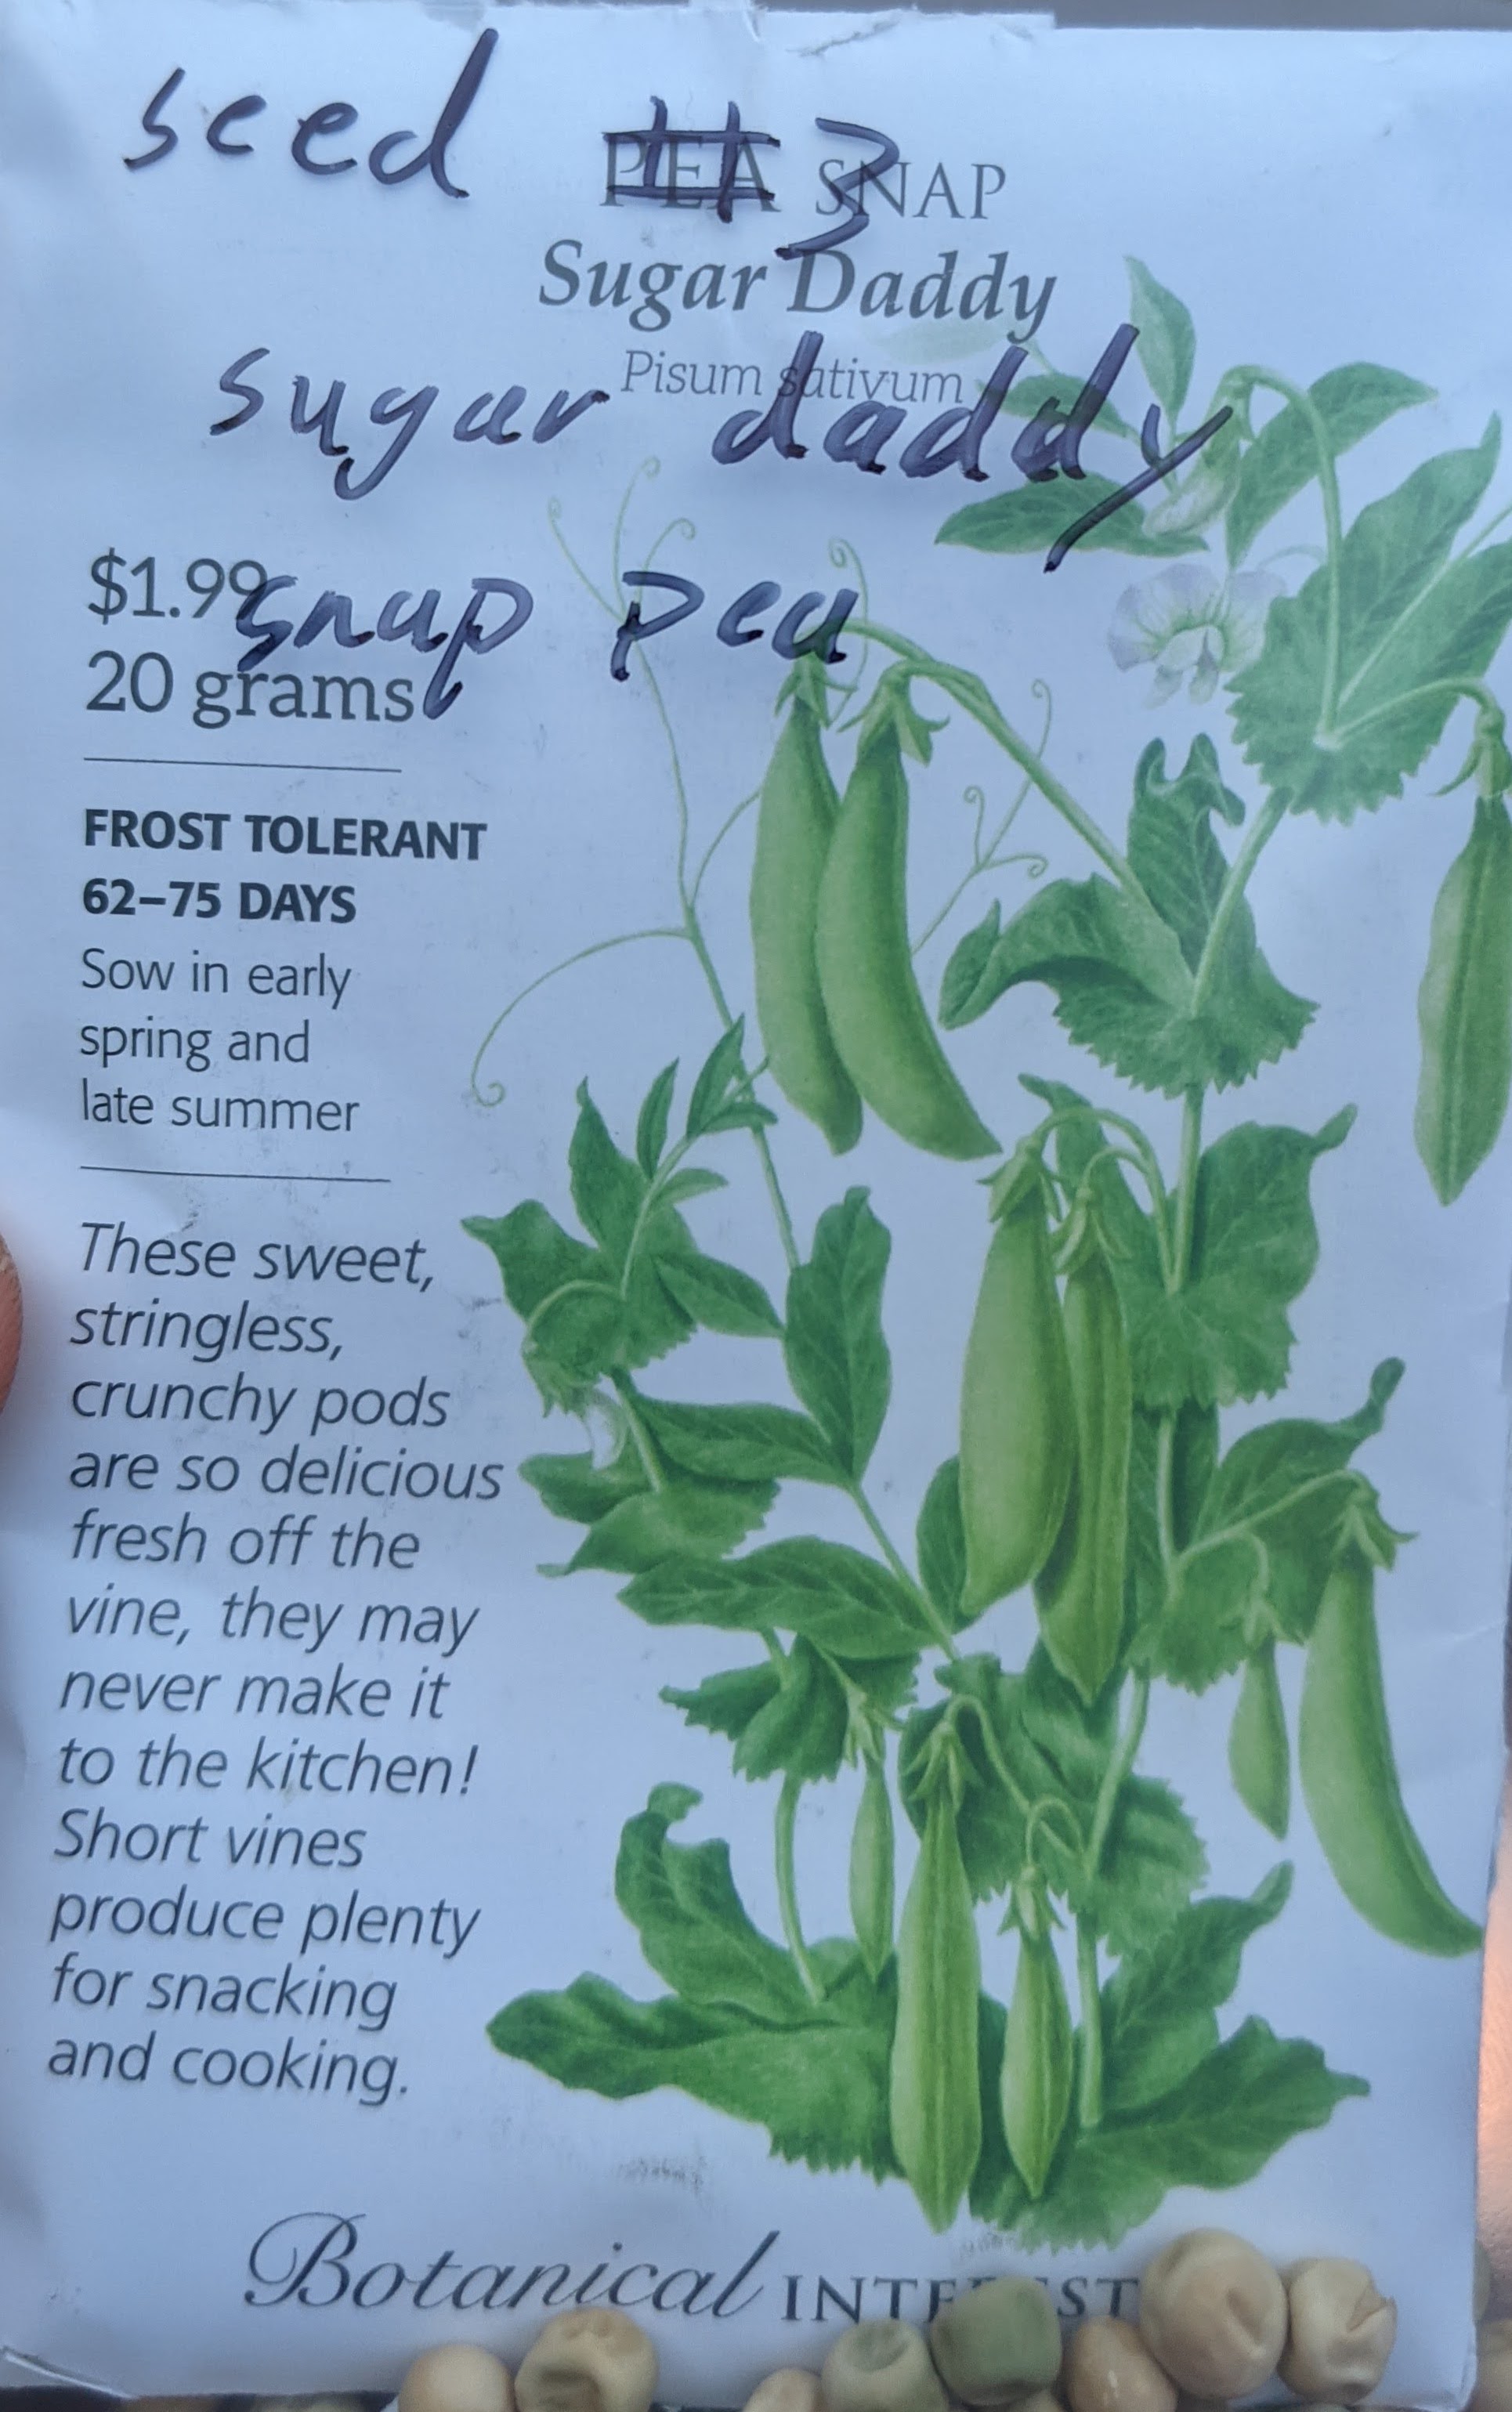 seed #3
PEA SNAP
Sugar Daddy
Pisum sativum
sugar daddy
$1.99
snap pea
20 grams
FROST TOLERANT
62–75 DAYS
Sow in early
spring and
late summer
These sweet,
stringless,
crunchy pods
are so delicious
fresh off the
vine, they may
never make it
to the kitchen!
Short vines
produce plenty
for snacking
and cooking.
Botanical INTEREST